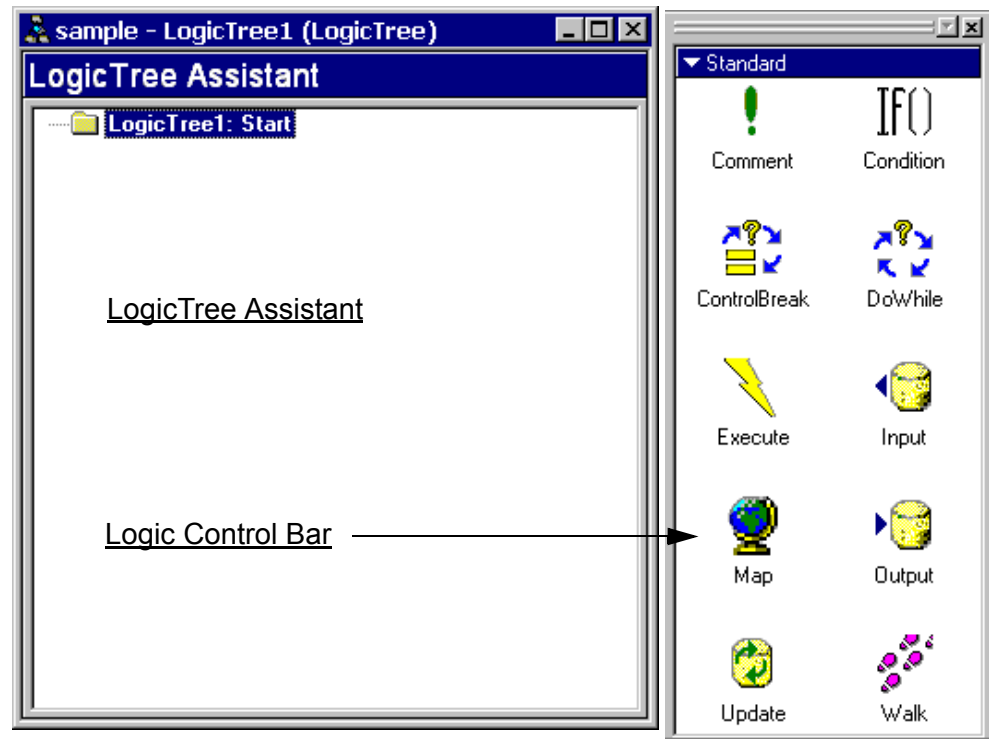 sample - LogicTree1 (LogicTree)
LogicTree Assistant
LogicTree1: Start
LogicTree Assistant
Logic Control Bar
Standard
Comment
IF()
Condition
ControlBreak
DoWhile
Execute
Input
Map
Output
Update
Walk